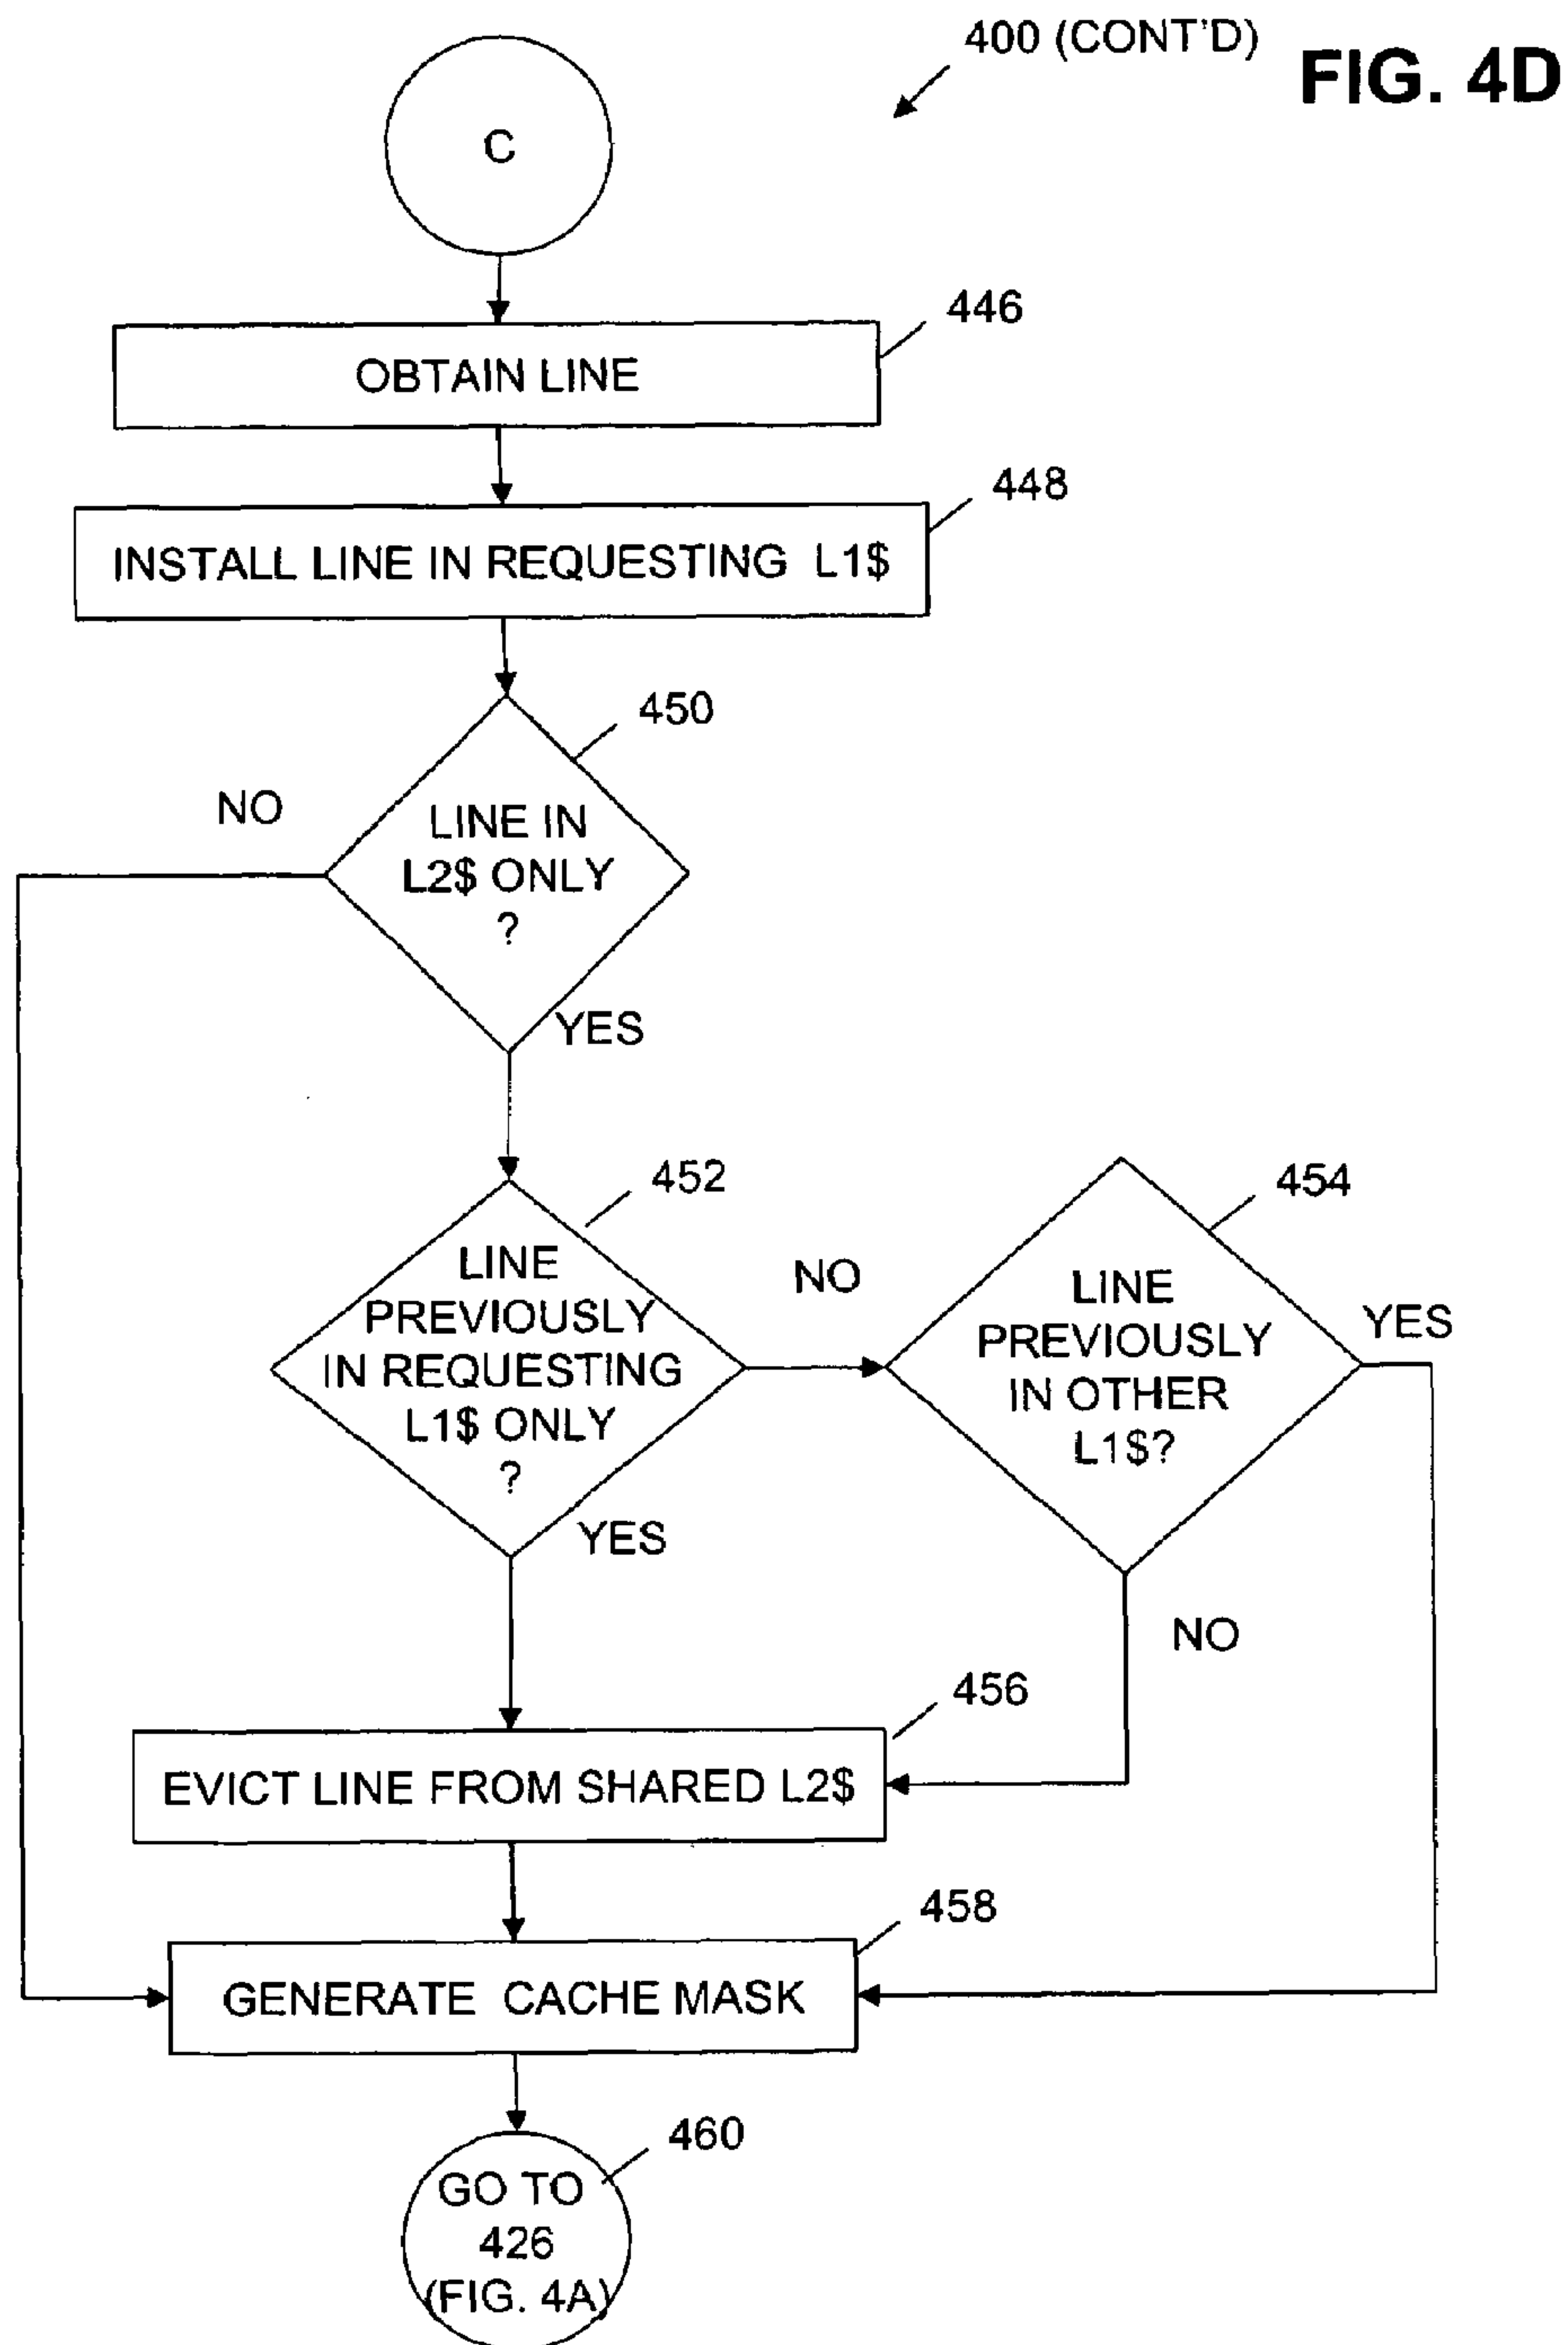 400 (CONT'D)
FIG. 4D
C
446
OBTAIN LINE
448
INSTALL LINE IN REQUESTING L1$
450
NO
LINE IN
L2$ ONLY
?
YES
452
454
LINE
PREVIOUSLY
IN REQUESTING
L1$ ONLY
?
NO
LINE
PREVIOUSLY
IN OTHER
L1$?
YES
YES
NO
456
EVICT LINE FROM SHARED L2$
458
GENERATE CACHE MASK
460
GO TO
426
(FIG. 4A)